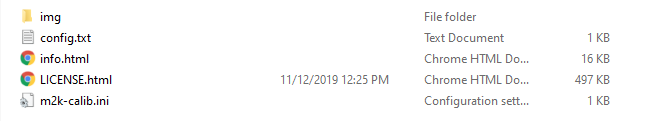 img File folder
config.txt Text Document 1 KB
info.html Chrome HTML Do... 16 KB
LICENSE.html 11/12/2019 12:25 PM Chrome HTML Do... 497 KB
m2k-calib.ini Configuration sett... 1 KB